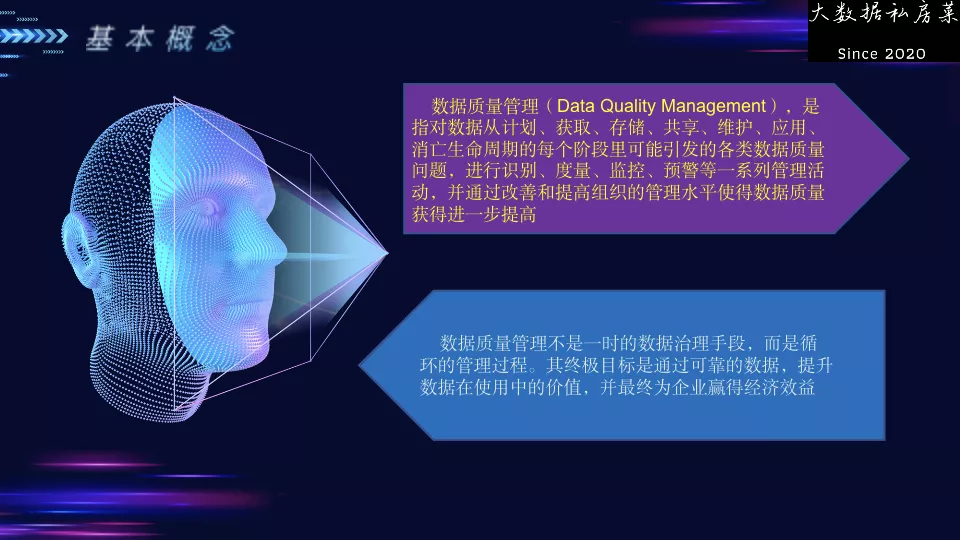 基本概念
大数据私房菜
Since 2020
数据质量管理（Data Quality Management），是
指对数据从计划、获取、存储、共享、维护、应用、
消亡生命周期的每个阶段里可能引发的各类数据质量
问题，进行识别、度量、监控、预警等一系列管理活
动，并通过改善和提高组织的管理水平使得数据质量
获得进一步提高
数据质量管理不是一时的数据治理手段，而是循
环的管理过程。其终极目标是通过可靠的数据，提升
数据在使用中的价值，并最终为企业赢得经济效益